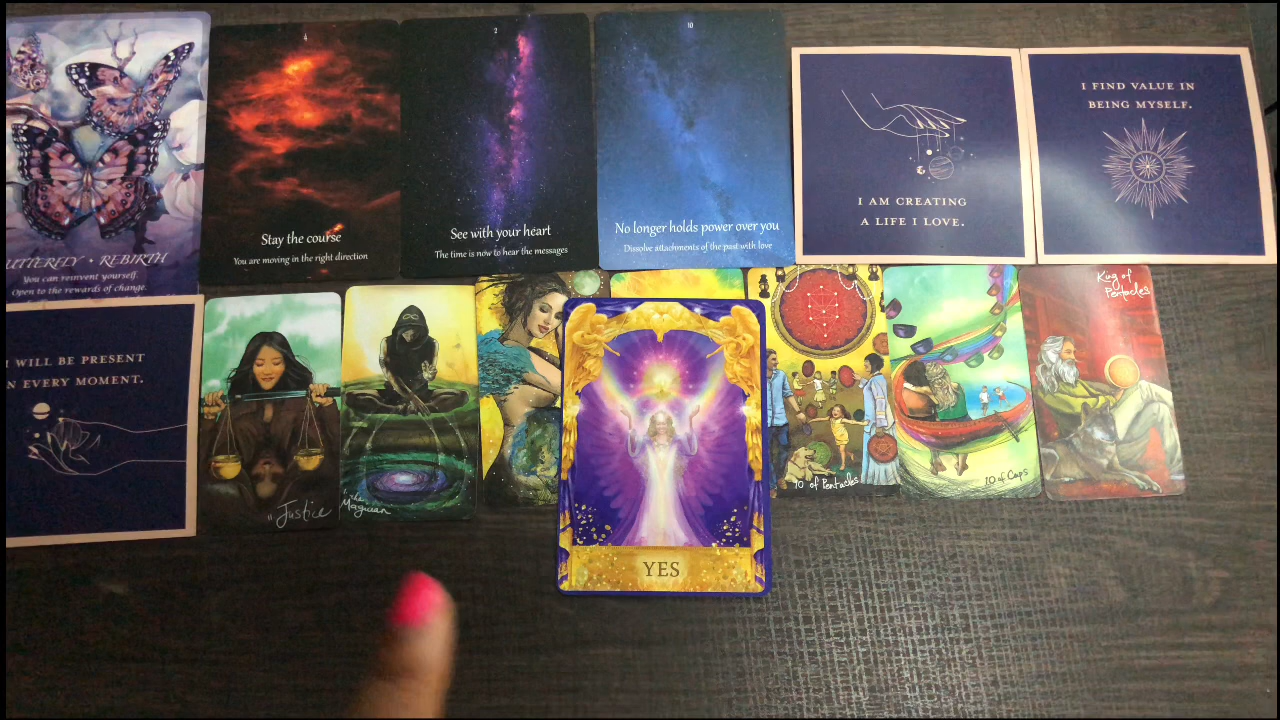 4
2
10
Stay the course
You are moving in the right direction
See with your heart
The time is now to hear the messages
No longer holds power over you
Dissolve attachments of the past with love
I AM CREATING
A LIFE I LOVE.
I FIND VALUE IN
BEING MYSELF.
UTTERFLY • REBIRTH
You can reinvent yourself.
Open to the rewards of change.
I WILL BE PRESENT
N EVERY MOMENT.
11 Justice
1 the
Magician
YES
10 of Pentacles
10 of Cups
King of
Pentacles